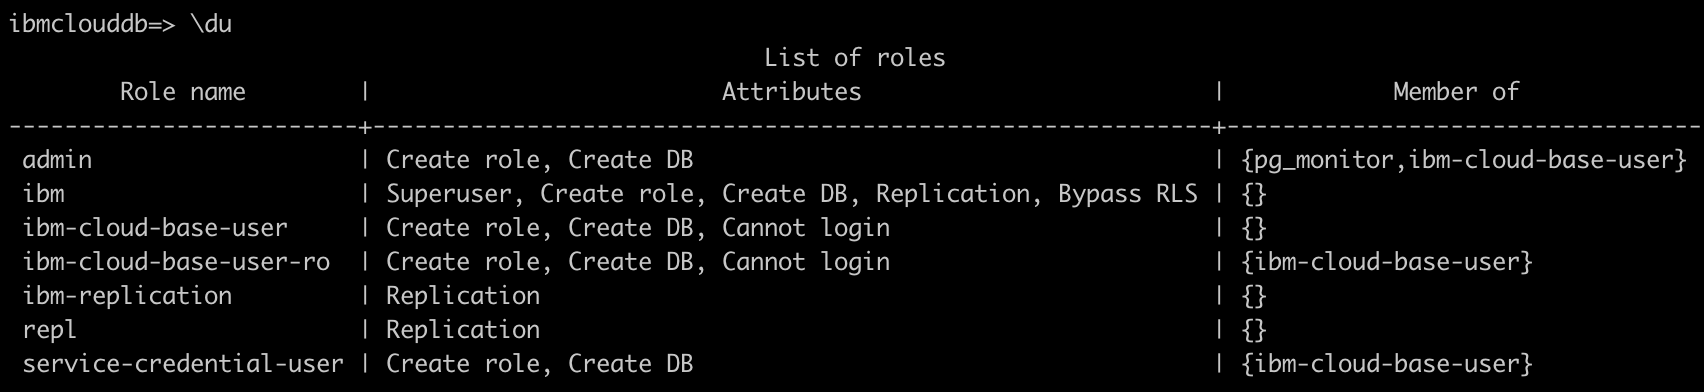 ibmclouddb=> \du
                                                      List of roles
        Role name        |                         Attributes                         |            Member of
-------------------------+------------------------------------------------------------+----------------------------------
 admin                   | Create role, Create DB                                     | {pg_monitor,ibm-cloud-base-user}
 ibm                     | Superuser, Create role, Create DB, Replication, Bypass RLS | {}
 ibm-cloud-base-user     | Create role, Create DB, Cannot login                       | {}
 ibm-cloud-base-user-ro  | Create role, Create DB, Cannot login                       | {ibm-cloud-base-user}
 ibm-replication         | Replication                                                | {}
 repl                    | Replication                                                | {}
 service-credential-user | Create role, Create DB                                     | {ibm-cloud-base-user}